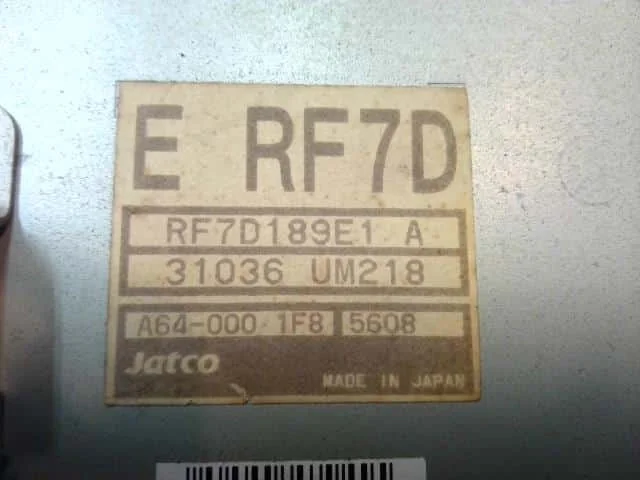 E RF7D
RF7D189E1 A
31036 UM218
A64-000 1F8 5608
Jatco
MADE IN JAPAN